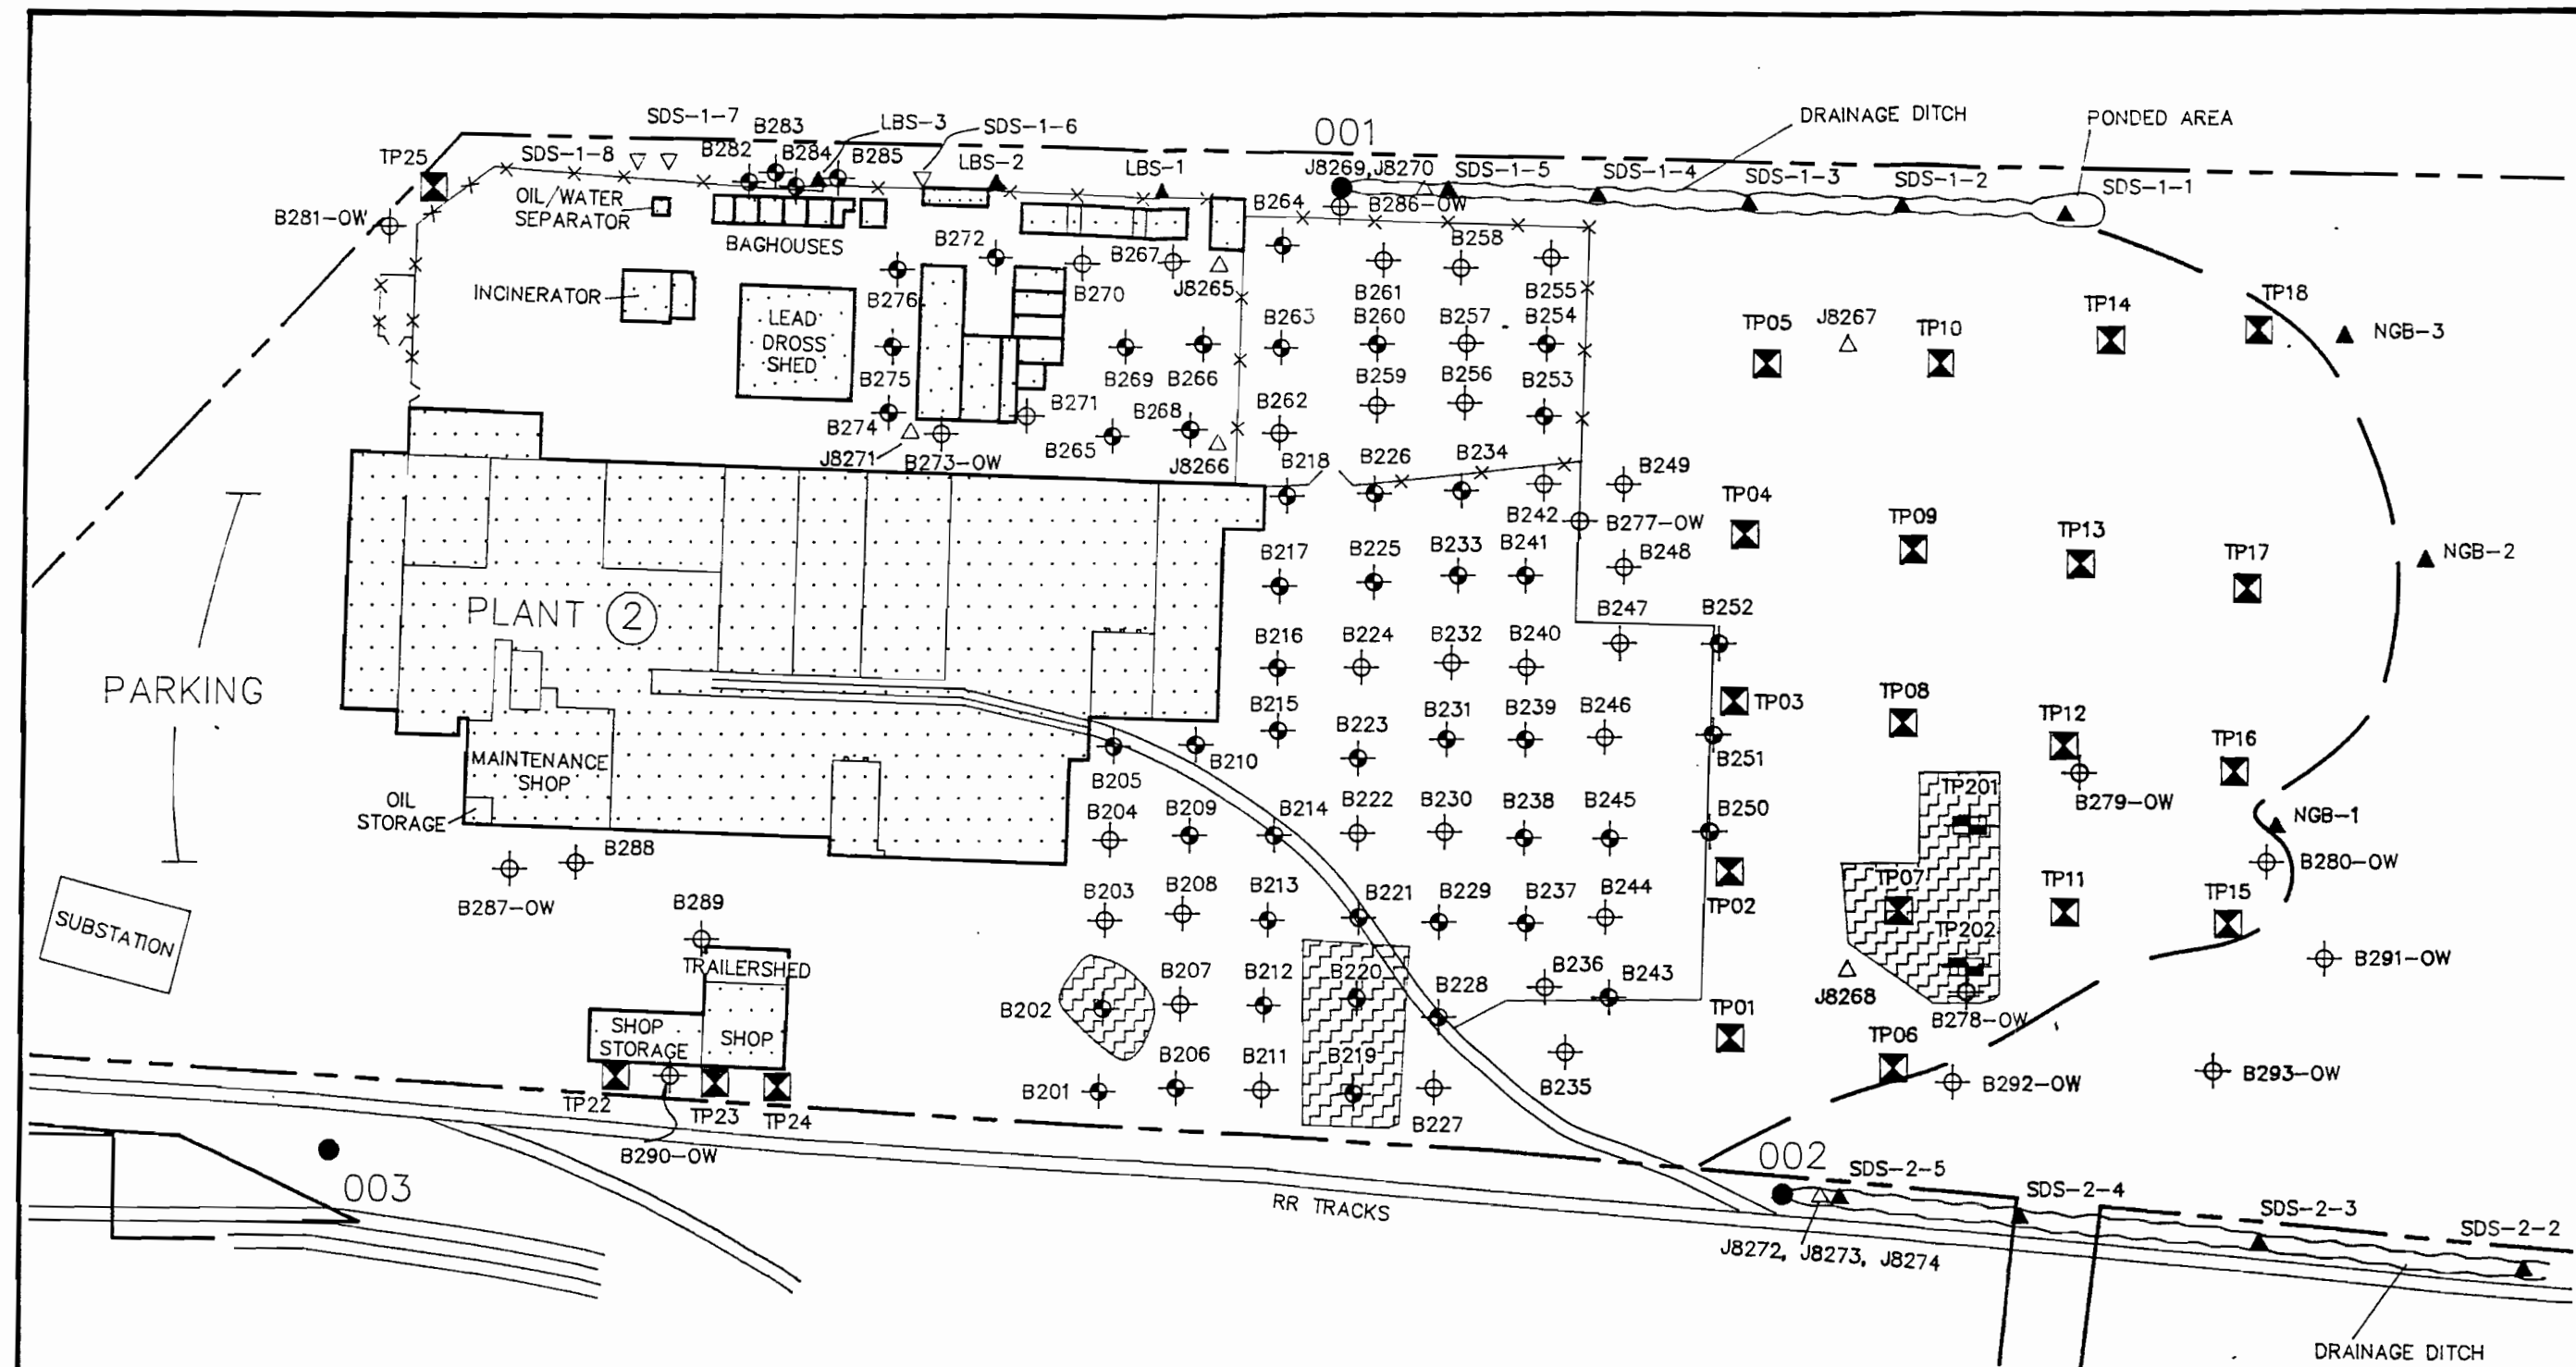 SDS-1-7
B283
LBS-3
SDS-1-6
001
DRAINAGE DITCH
PONDED AREA
TP25
SDS-1-8
B282
B284
B285
LBS-2
LBS-1
J8269,J8270
SDS-1-5
SDS-1-4
SDS-1-3
SDS-1-2
SDS-1-1
B281-OW
OIL/WATER
SEPARATOR
BAGHOUSES
B272
B267
B264
B286-OW
B258
INCINERATOR
B276
B270
J8265
B261
B255
TP18
LEAD
DROSS
SHED
B263
B260
B257
B254
TP05
J8267
TP10
TP14
NGB-3
B275
B269
B266
B259
B256
B253
B274
B271
B268
B262
J8271
B273-OW
B265
J8266
B218
B226
B234
B249
B242
B277-OW
TP04
TP09
TP13
TP17
NGB-2
B217
B225
B233
B241
B248
PLANT 2
B247
B252
B216
B224
B232
B240
PARKING
B215
B223
B231
B239
B246
TP03
TP08
TP12
TP16
MAINTENANCE
SHOP
B205
B210
B251
OIL
STORAGE
B204
B209
B214
B222
B230
B238
B245
B250
TP201
B279-OW
NGB-1
B288
B280-OW
B287-OW
B289
B203
B208
B213
B221
B229
B237
B244
TP02
TP07
TP11
TP15
SUBSTATION
TRAILERSHED
TP202
B202
B207
B212
B220
B228
B236
B243
J8268
B291-OW
SHOP
STORAGE
SHOP
TP01
B278-OW
B201
B206
B211
B219
B227
B235
TP06
B292-OW
B293-OW
TP22
TP23
TP24
B290-OW
003
RR TRACKS
002
SDS-2-5
SDS-2-4
SDS-2-3
SDS-2-2
J8272, J8273, J8274
DRAINAGE DITCH